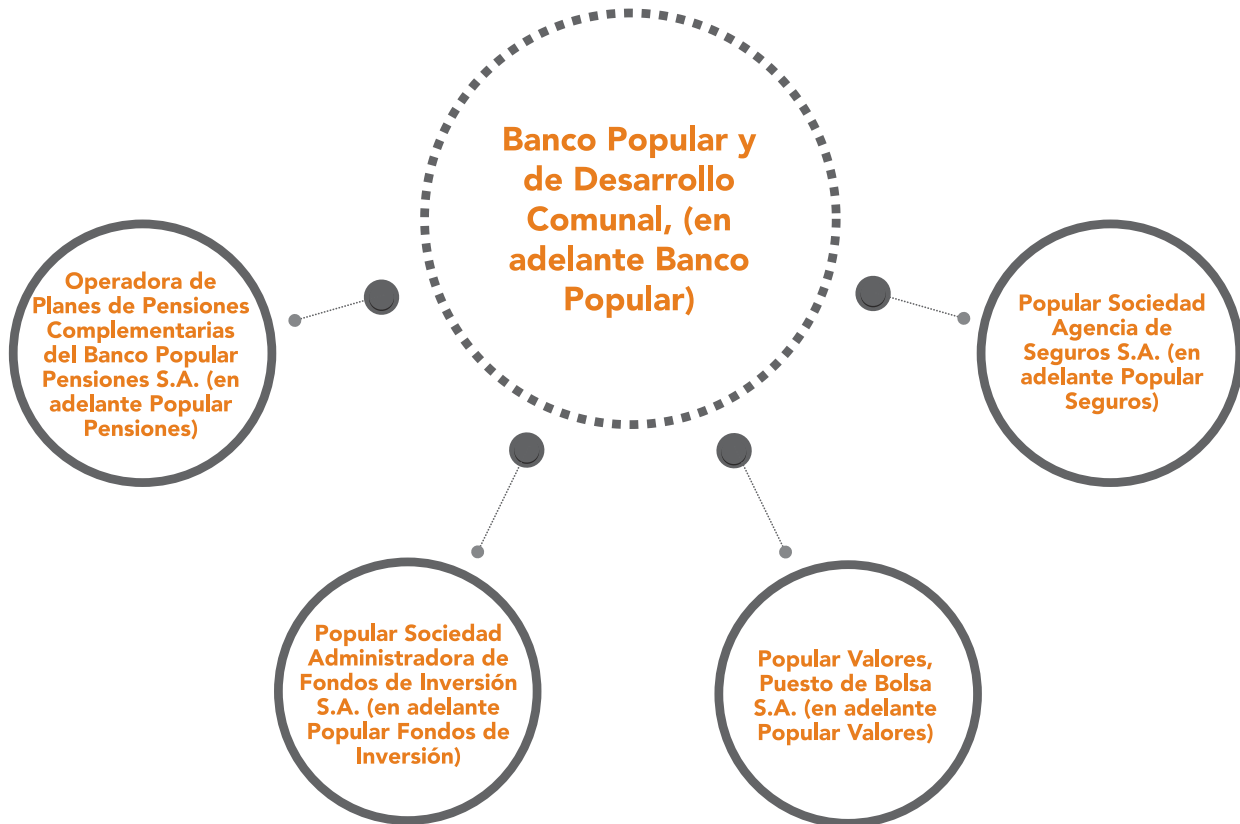 Banco Popular y
de Desarrollo
Comunal, (en
adelante Banco
Popular)
Operadora de
Planes de Pensiones
Complementarias
del Banco Popular
Pensiones S.A. (en
adelante Popular
Pensiones)
Popular Sociedad
Administradora de
Fondos de Inversión
S.A. (en adelante
Popular Fondos de
Inversión)
Popular Valores,
Puesto de Bolsa
S.A. (en adelante
Popular Valores)
Popular Sociedad
Agencia de
Seguros S.A. (en
adelante Popular
Seguros)